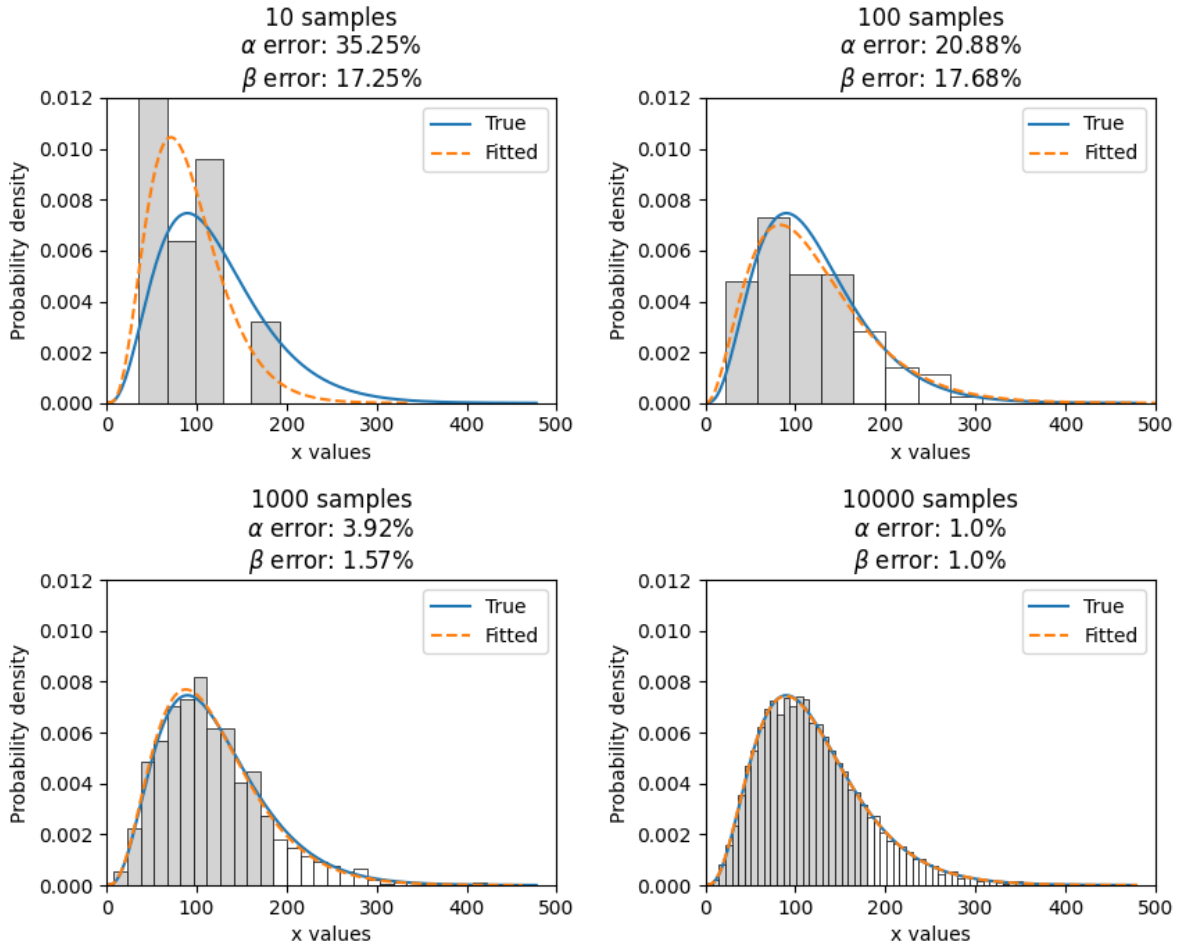 10 samples
α error: 35.25%
β error: 17.25%
0.012
0.010
0.008
0.006
0.004
0.002
0.000
Probability density
True
Fitted
0 100 200 300 400 500
x values
100 samples
α error: 20.88%
β error: 17.68%
0.012
0.010
0.008
0.006
0.004
0.002
0.000
Probability density
True
Fitted
0 100 200 300 400 500
x values
1000 samples
α error: 3.92%
β error: 1.57%
0.012
0.010
0.008
0.006
0.004
0.002
0.000
Probability density
True
Fitted
0 100 200 300 400 500
x values
10000 samples
α error: 1.0%
β error: 1.0%
0.012
0.010
0.008
0.006
0.004
0.002
0.000
Probability density
True
Fitted
0 100 200 300 400 500
x values